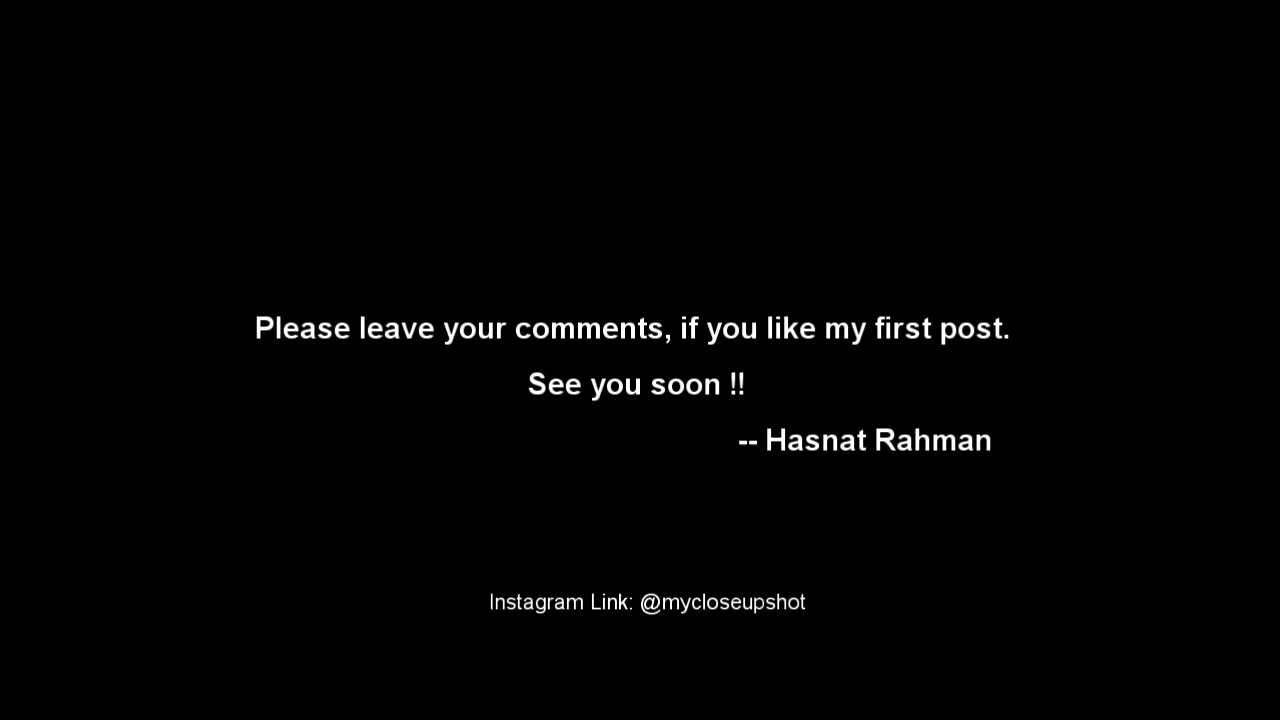 Please leave your comments, if you like my first post.
See you soon !!
-- Hasnat Rahman
Instagram Link: @mycloseupshot